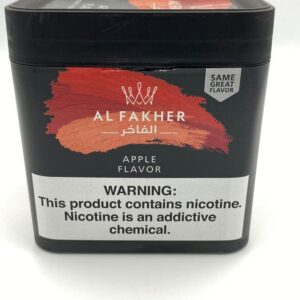 SAME
GREAT
FLAVOR
AL FAKHER
الفاخر
APPLE
FLAVOR
WARNING:
This product contains nicotine.
Nicotine is an addictive
chemical.